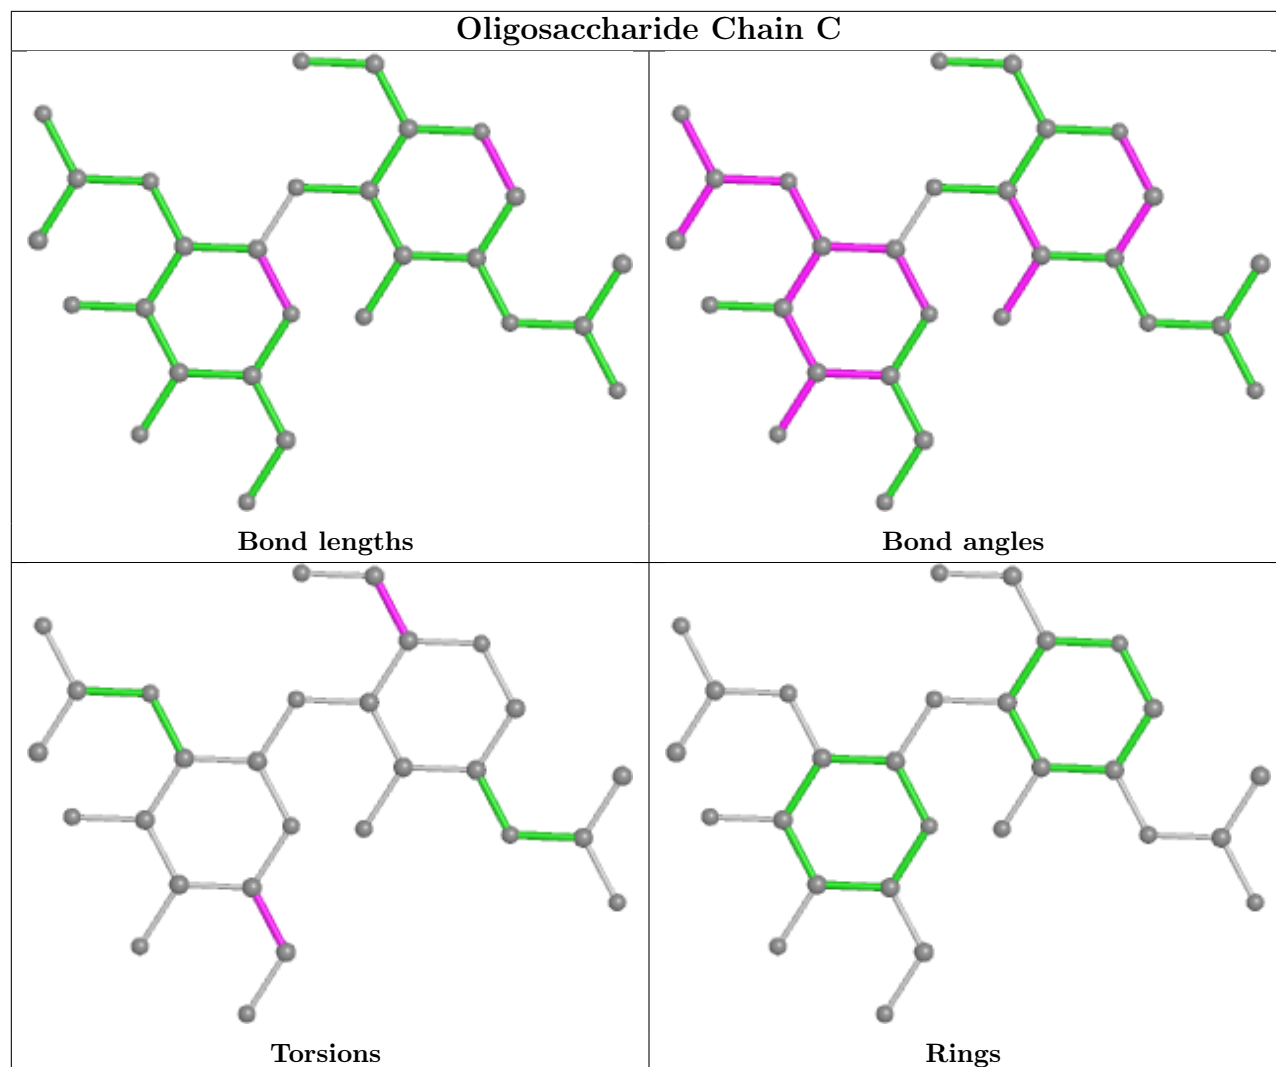 Oligosaccharide Chain C
Bond lengths
Bond angles
Torsions
Rings